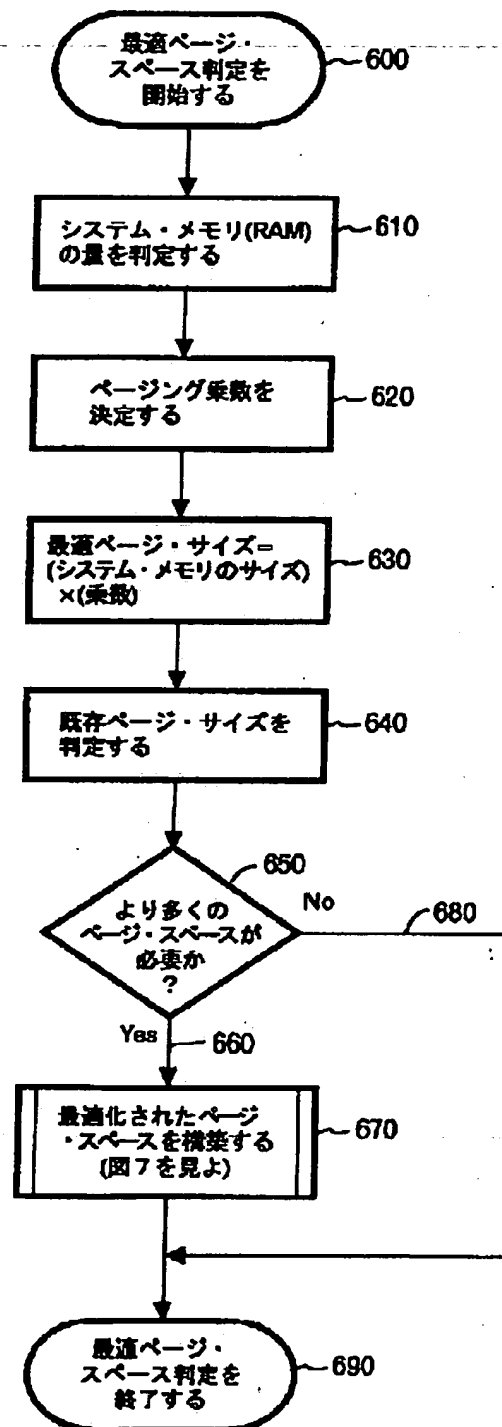 最適ページ・
スペース判定を
開始する
600
システム・メモリ(RAM)
の量を判定する
610
ページング乗数を
決定する
620
最適ページ・サイズ=
(システム・メモリのサイズ)
×(乗数)
630
既存ページ・サイズを
判定する
640
650
より多くの
ページ・スペースが
必要か
?
No
680
Yes
660
最適化されたページ
・スペースを構築する
(図7を見よ)
670
最適ページ・
スペース判定を
終了する
690